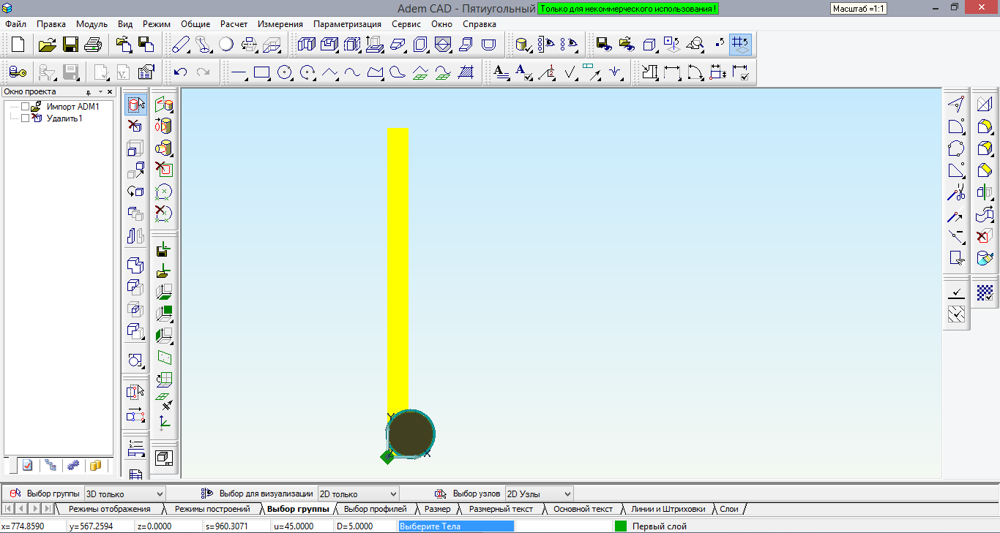 Adem CAD - Пятиугольный Только для некоммерческого использования ! Масштаб =1:1
Файл Правка Модуль Вид Режим Общие Расчет Измерения Параметризация Сервис Окно Справка
Окно проекта
Импорт ADM1
Удалить1
Y
X
Выбор группы 3D только Выбор для визуализации 2D только Выбор узлов 2D Узлы
Режимы отображения Режимы построений Выбор группы Выбор профилей Размер Размерный текст Основной текст Линии и Штриховки Слои
x=774.8590 y=567.2594 z=0.0000 s=960.3071 u=45.0000 D=5.0000 Выберите Тела Первый слой